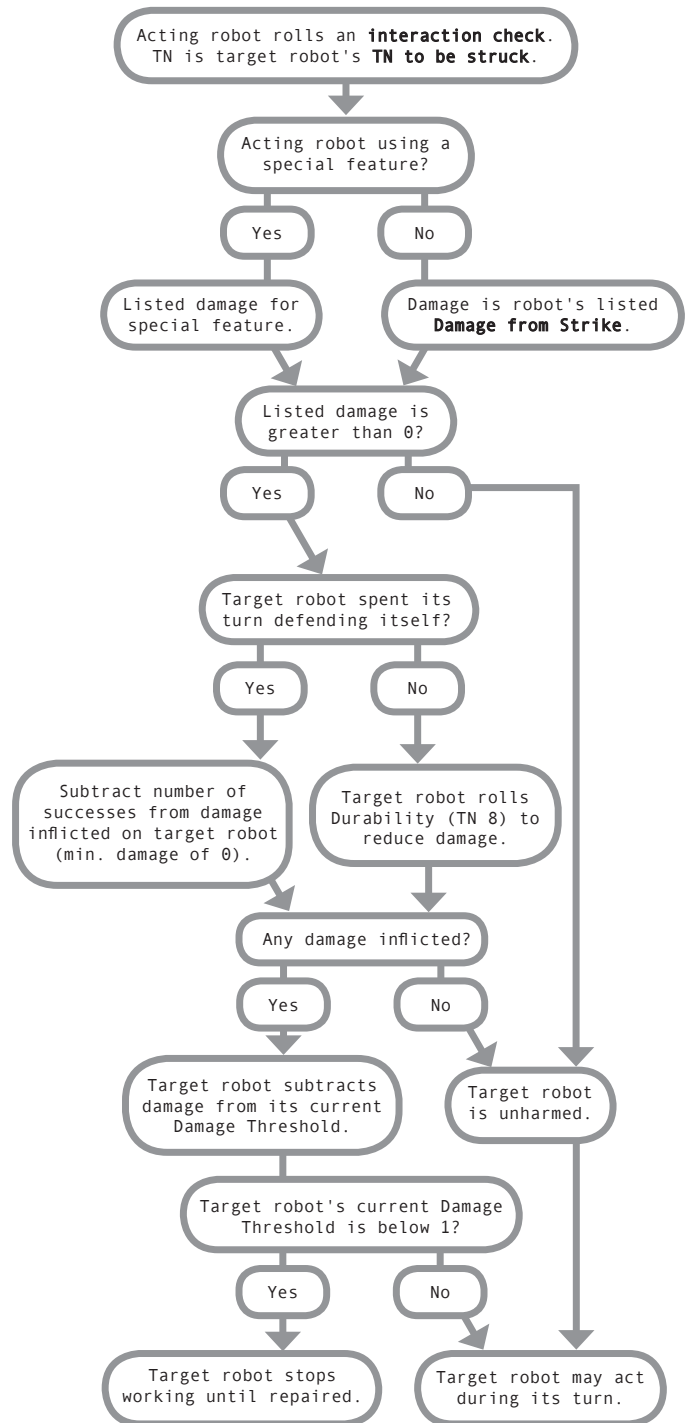 Acting robot rolls an interaction check.
TN is target robot's TN to be struck.
Acting robot using a
special feature?
Yes
No
Listed damage for
special feature.
Damage is robot's listed
Damage from Strike.
Listed damage is
greater than 0?
Yes
No
Target robot spent its
turn defending itself?
Yes
No
Subtract number of
successes from damage
inflicted on target robot
(min. damage of 0).
Target robot rolls
Durability (TN 8) to
reduce damage.
Any damage inflicted?
Yes
No
Target robot subtracts
damage from its current
Damage Threshold.
Target robot
is unharmed.
Target robot's current Damage
Threshold is below 1?
Yes
No
Target robot stops
working until repaired.
Target robot may act
during its turn.